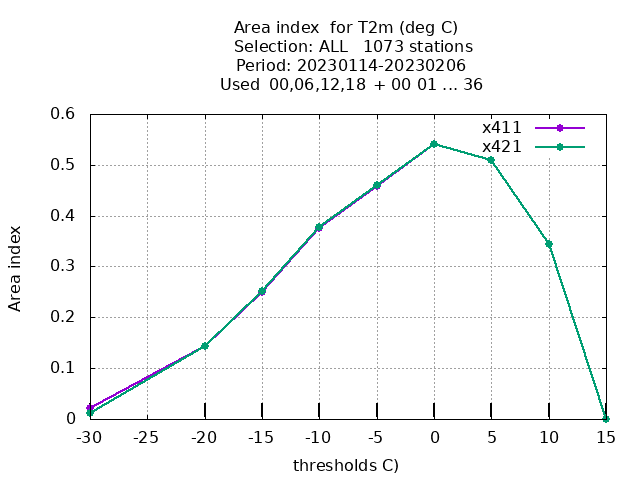 Area index  for T2m (deg C)
Selection: ALL   1073 stations
Period: 20230114-20230206
Used  00,06,12,18  + 00 01 ... 36
x411
x421
0.6
0.5
0.4
0.3
0.2
0.1
0
Area index
-30 -25 -20 -15 -10 -5 0 5 10 15
thresholds C)